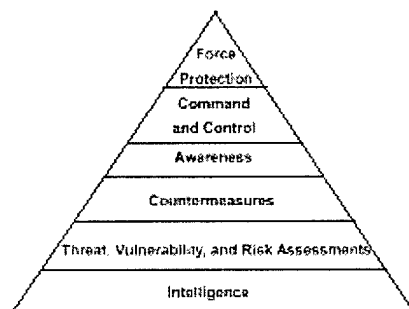 Force
Protection
Command
and Control
Awareness
Countermeasures
Threat, Vulnerability, and Risk Assessments
Intelligence